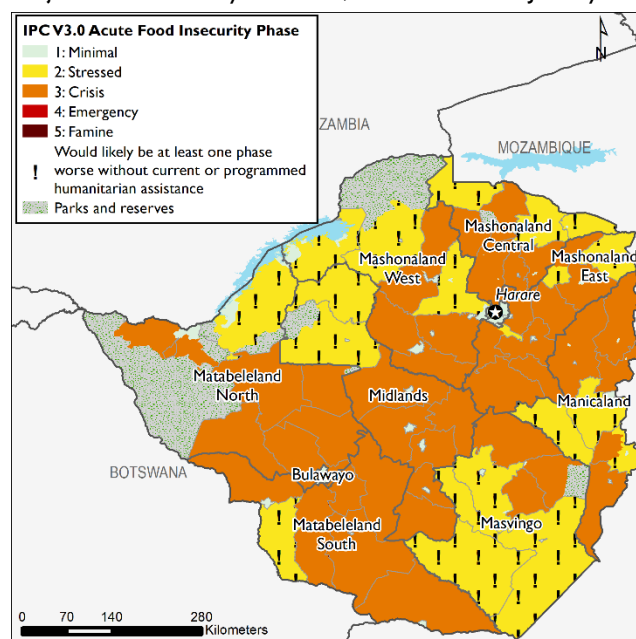 IPC V3.0 Acute Food Insecurity Phase
1: Minimal
2: Stressed
3: Crisis
4: Emergency
5: Famine
Would likely be at least one phase
! worse without current or programmed
humanitarian assistance
Parks and reserves
N
ZAMBIA
MOZAMBIQUE
Mashonaland
Central
Mashonaland
West
Mashonaland
East
Harare
Matabeleland
North
Midlands
Manicaland
BOTSWANA
Bulawayo
Matabeleland
South
Masvingo
0 70 140 280
Kilometers